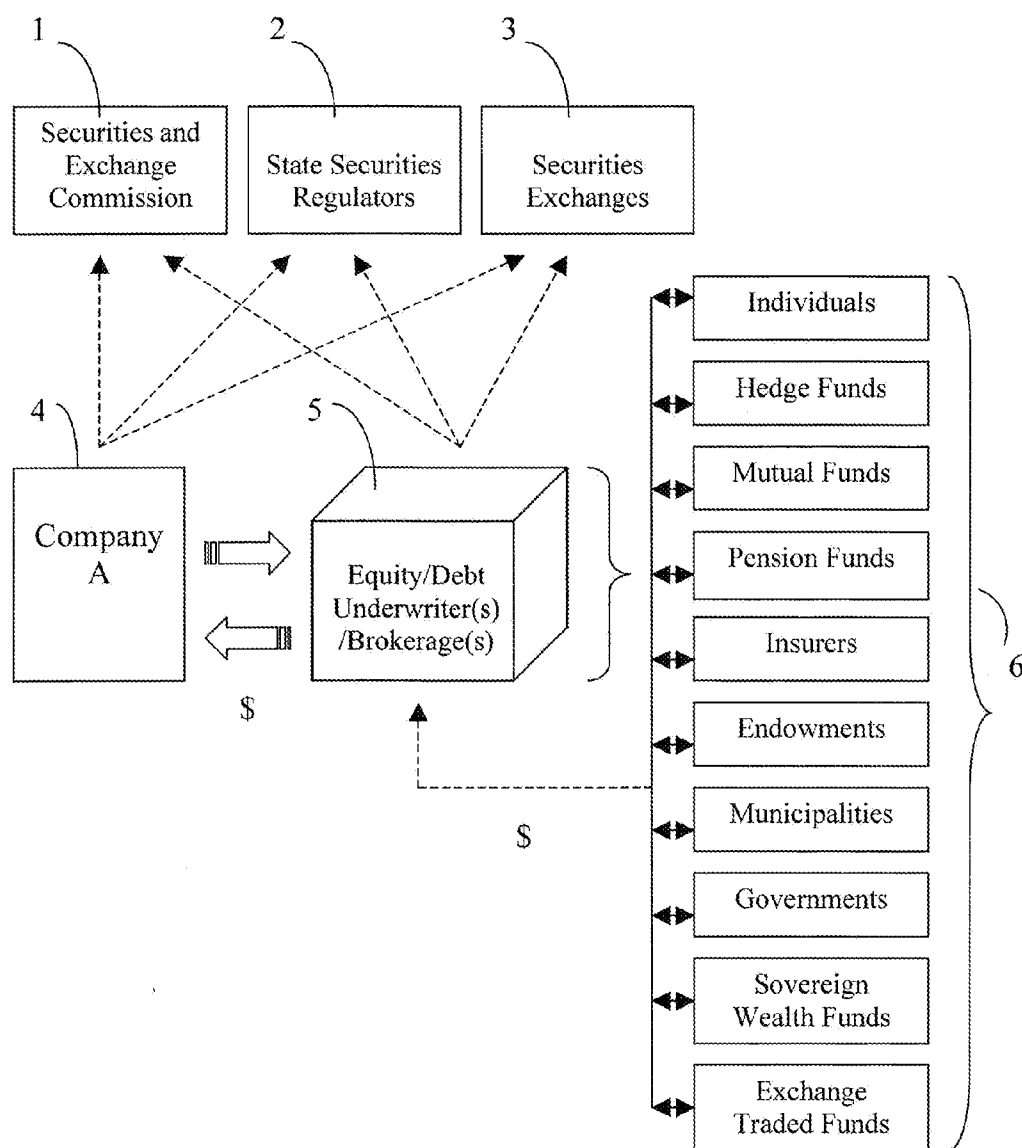 1
2
3
Securities and
Exchange
Commission
State Securities
Regulators
Securities
Exchanges
4
5
Company
A
Equity/Debt
Underwriter(s)
/Brokerage(s)
$
$
Individuals
Hedge Funds
Mutual Funds
Pension Funds
Insurers
Endowments
Municipalities
Governments
Sovereign
Wealth Funds
Exchange
Traded Funds
6